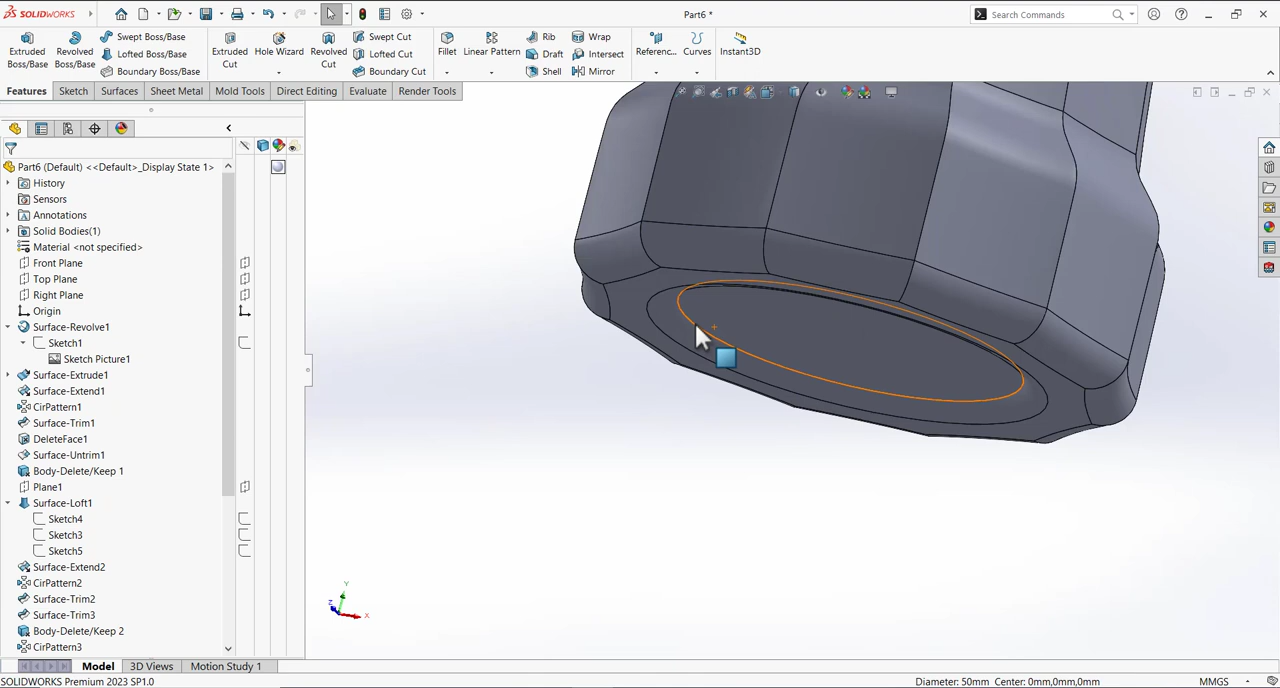 SOLIDWORKS
Part6 *
Search Commands
Extruded Boss/Base
Revolved Boss/Base
Swept Boss/Base
Lofted Boss/Base
Boundary Boss/Base
Extruded Cut
Hole Wizard
Revolved Cut
Swept Cut
Lofted Cut
Boundary Cut
Fillet
Linear Pattern
Rib
Draft
Shell
Wrap
Intersect
Mirror
Referenc...
Curves
Instant3D
Features
Sketch
Surfaces
Sheet Metal
Mold Tools
Direct Editing
Evaluate
Render Tools
Part6 (Default) <<Default>_Display State 1>
History
Sensors
Annotations
Solid Bodies(1)
Material <not specified>
Front Plane
Top Plane
Right Plane
Origin
Surface-Revolve1
Sketch1
Sketch Picture1
Surface-Extrude1
Surface-Extend1
CirPattern1
Surface-Trim1
DeleteFace1
Surface-Untrim1
Body-Delete/Keep 1
Plane1
Surface-Loft1
Sketch4
Sketch3
Sketch5
Surface-Extend2
CirPattern2
Surface-Trim2
Surface-Trim3
Body-Delete/Keep 2
CirPattern3
Y
Z
X
Model
3D Views
Motion Study 1
SOLIDWORKS Premium 2023 SP1.0
Diameter: 50mm Center: 0mm,0mm,0mm
MMGS